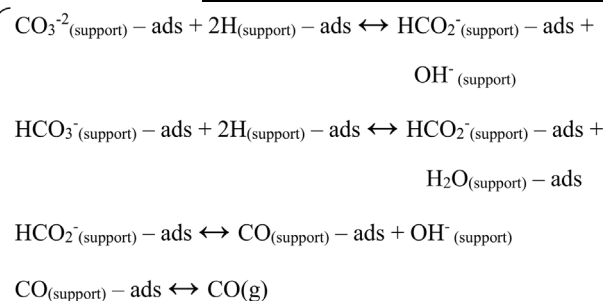 CO₃⁻²(support) – ads + 2H(support) – ads ↔ HCO₂⁻(support) – ads +
OH⁻ (support)
HCO₃⁻(support) – ads + 2H(support) – ads ↔ HCO₂⁻(support) – ads +
H₂O(support) – ads
HCO₂⁻(support) – ads ↔ CO(support) – ads + OH⁻ (support)
CO(support) – ads ↔ CO(g)